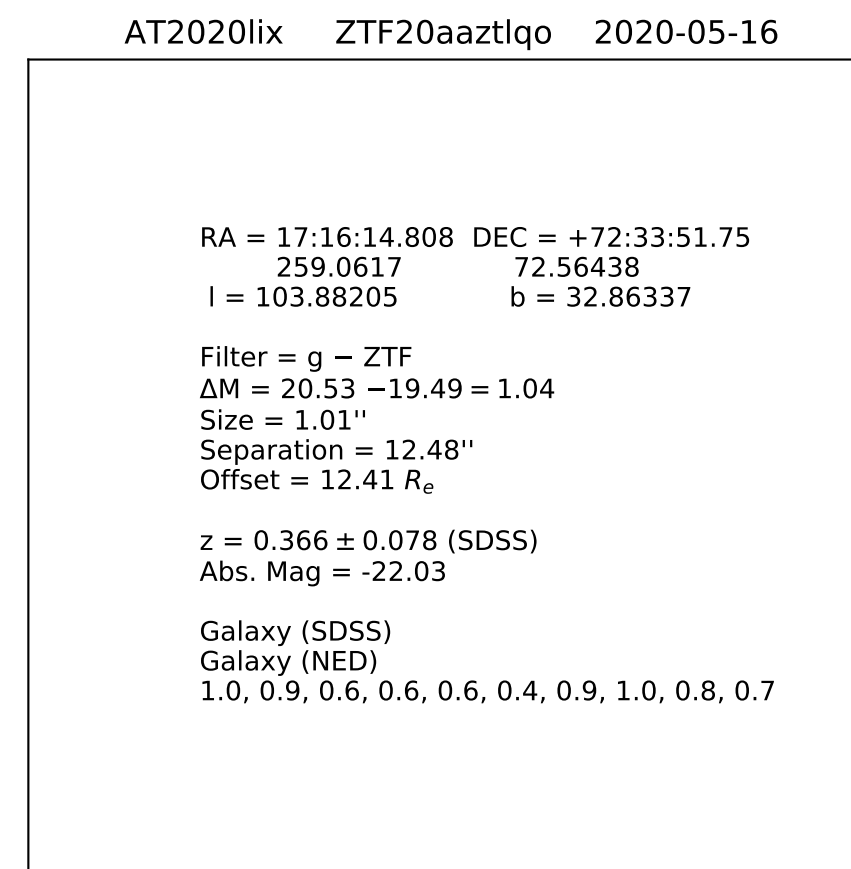 AT2020lix ZTF20aaztlqo 2020-05-16
RA = 17:16:14.808 DEC = +72:33:51.75
259.0617 72.56438
l = 103.88205 b = 32.86337
Filter = g − ZTF
ΔM = 20.53 −19.49 = 1.04
Size = 1.01''
Separation = 12.48''
Offset = 12.41 Re
z = 0.366 ± 0.078 (SDSS)
Abs. Mag = -22.03
Galaxy (SDSS)
Galaxy (NED)
1.0, 0.9, 0.6, 0.6, 0.6, 0.4, 0.9, 1.0, 0.8, 0.7